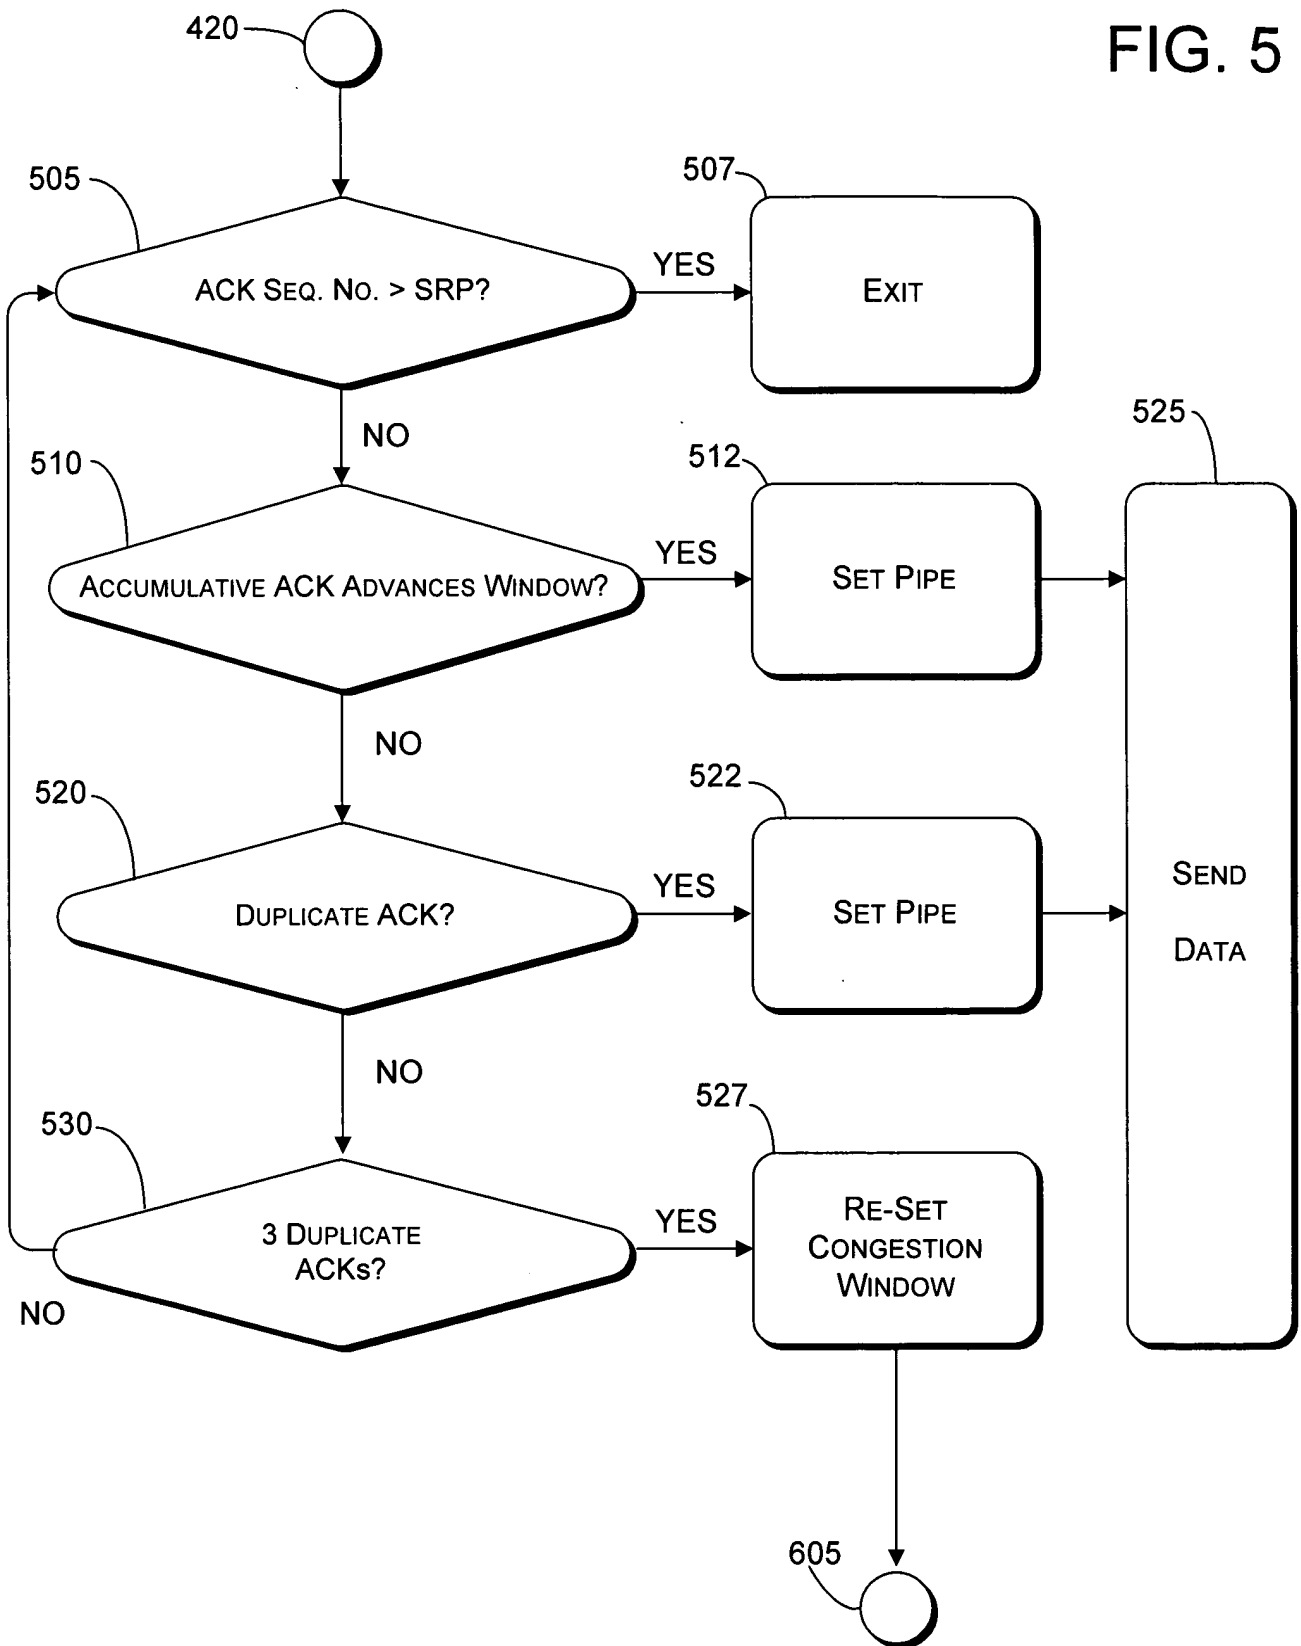 FIG. 5
420
505
ACK SEQ. NO. > SRP?
YES
507
EXIT
NO
510
ACCUMULATIVE ACK ADVANCES WINDOW?
YES
512
SET PIPE
525
SEND
DATA
NO
520
DUPLICATE ACK?
YES
522
SET PIPE
NO
530
3 DUPLICATE
ACKs?
YES
527
RE-SET
CONGESTION
WINDOW
NO
605